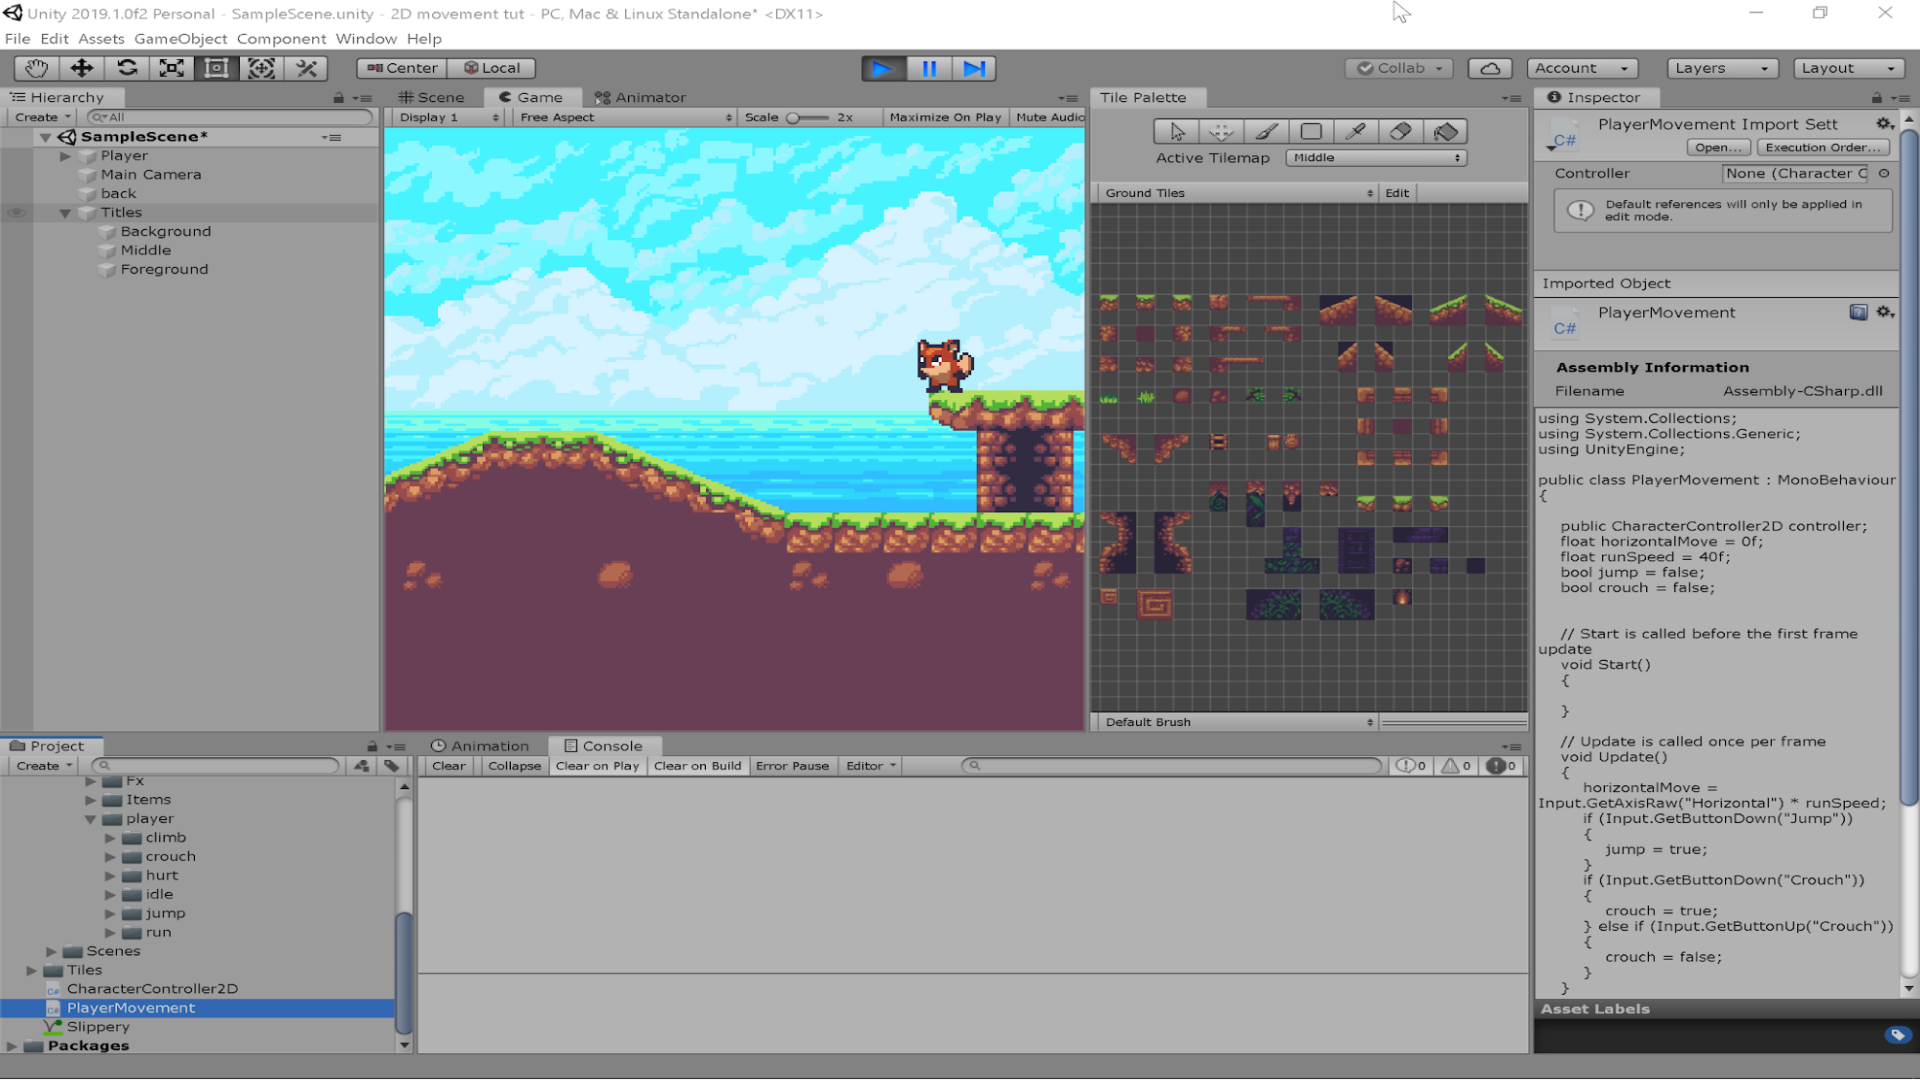 Unity 2019.1.0f2 Personal - SampleScene.unity - 2D movement tut - PC, Mac & Linux Standalone* <DX11>
File Edit Assets GameObject Component Window Help
Center Local Collab Account Layers Layout
Hierarchy
Create All
SampleScene*
Player
Main Camera
back
Titles
Background
Middle
Foreground
Scene Game Animator
Display 1 Free Aspect Scale 2x Maximize On Play Mute Audio
Tile Palette
Active Tilemap Middle
Ground Tiles Edit
Default Brush
Inspector
C# PlayerMovement Import Sett
Open... Execution Order...
Controller None (Character C
Default references will only be applied in
edit mode.
Imported Object
C# PlayerMovement
Assembly Information
Filename Assembly-CSharp.dll
using System.Collections;
using System.Collections.Generic;
using UnityEngine;
public class PlayerMovement : MonoBehaviour
{
public CharacterController2D controller;
float horizontalMove = 0f;
float runSpeed = 40f;
bool jump = false;
bool crouch = false;
// Start is called before the first frame
update
void Start()
{
}
// Update is called once per frame
void Update()
{
horizontalMove =
Input.GetAxisRaw("Horizontal") * runSpeed;
if (Input.GetButtonDown("Jump"))
{
jump = true;
}
if (Input.GetButtonDown("Crouch"))
{
crouch = true;
} else if (Input.GetButtonUp("Crouch"))
{
crouch = false;
}
}
Asset Labels
Project
Create
Fx
Items
player
climb
crouch
hurt
idle
jump
run
Scenes
Tiles
CharacterController2D
PlayerMovement
Slippery
Packages
Animation Console
Clear Collapse Clear on Play Clear on Build Error Pause Editor 0 0 0